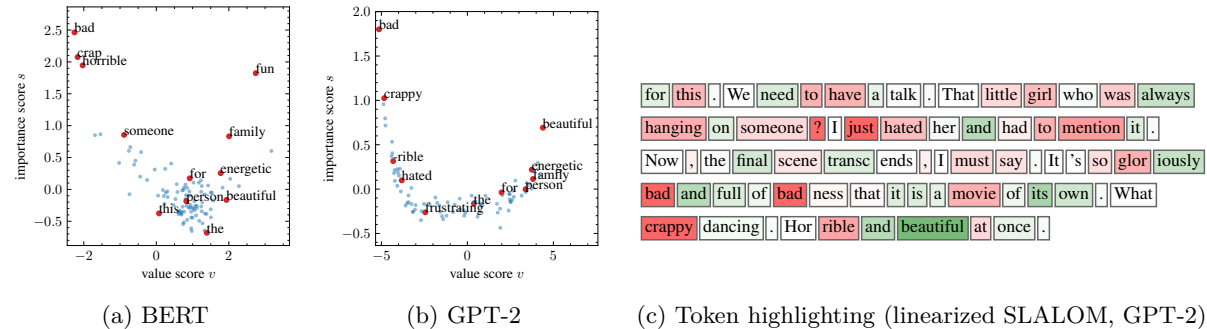 2.5
2.0
1.5
1.0
0.5
0.0
−0.5
importance score s
bad
crap
horrible
fun
someone
family
energetic
for
person
beautiful
this
the
−2
0
2
value score v
(a) BERT
2.0
1.5
1.0
0.5
0.0
−0.5
importance score s
bad
crappy
beautiful
rible
hated
energetic
family
person
for
the
frustrating
−5
0
5
value score v
(b) GPT-2
for this . We need to have a talk . That little girl who was always
hanging on someone ? I just hated her and had to mention it .
Now , the final scene transc ends , I must say . It 's so glor iously
bad and full of bad ness that it is a movie of its own . What
crappy dancing . Hor rible and beautiful at once .
(c) Token highlighting (linearized SLALOM, GPT-2)